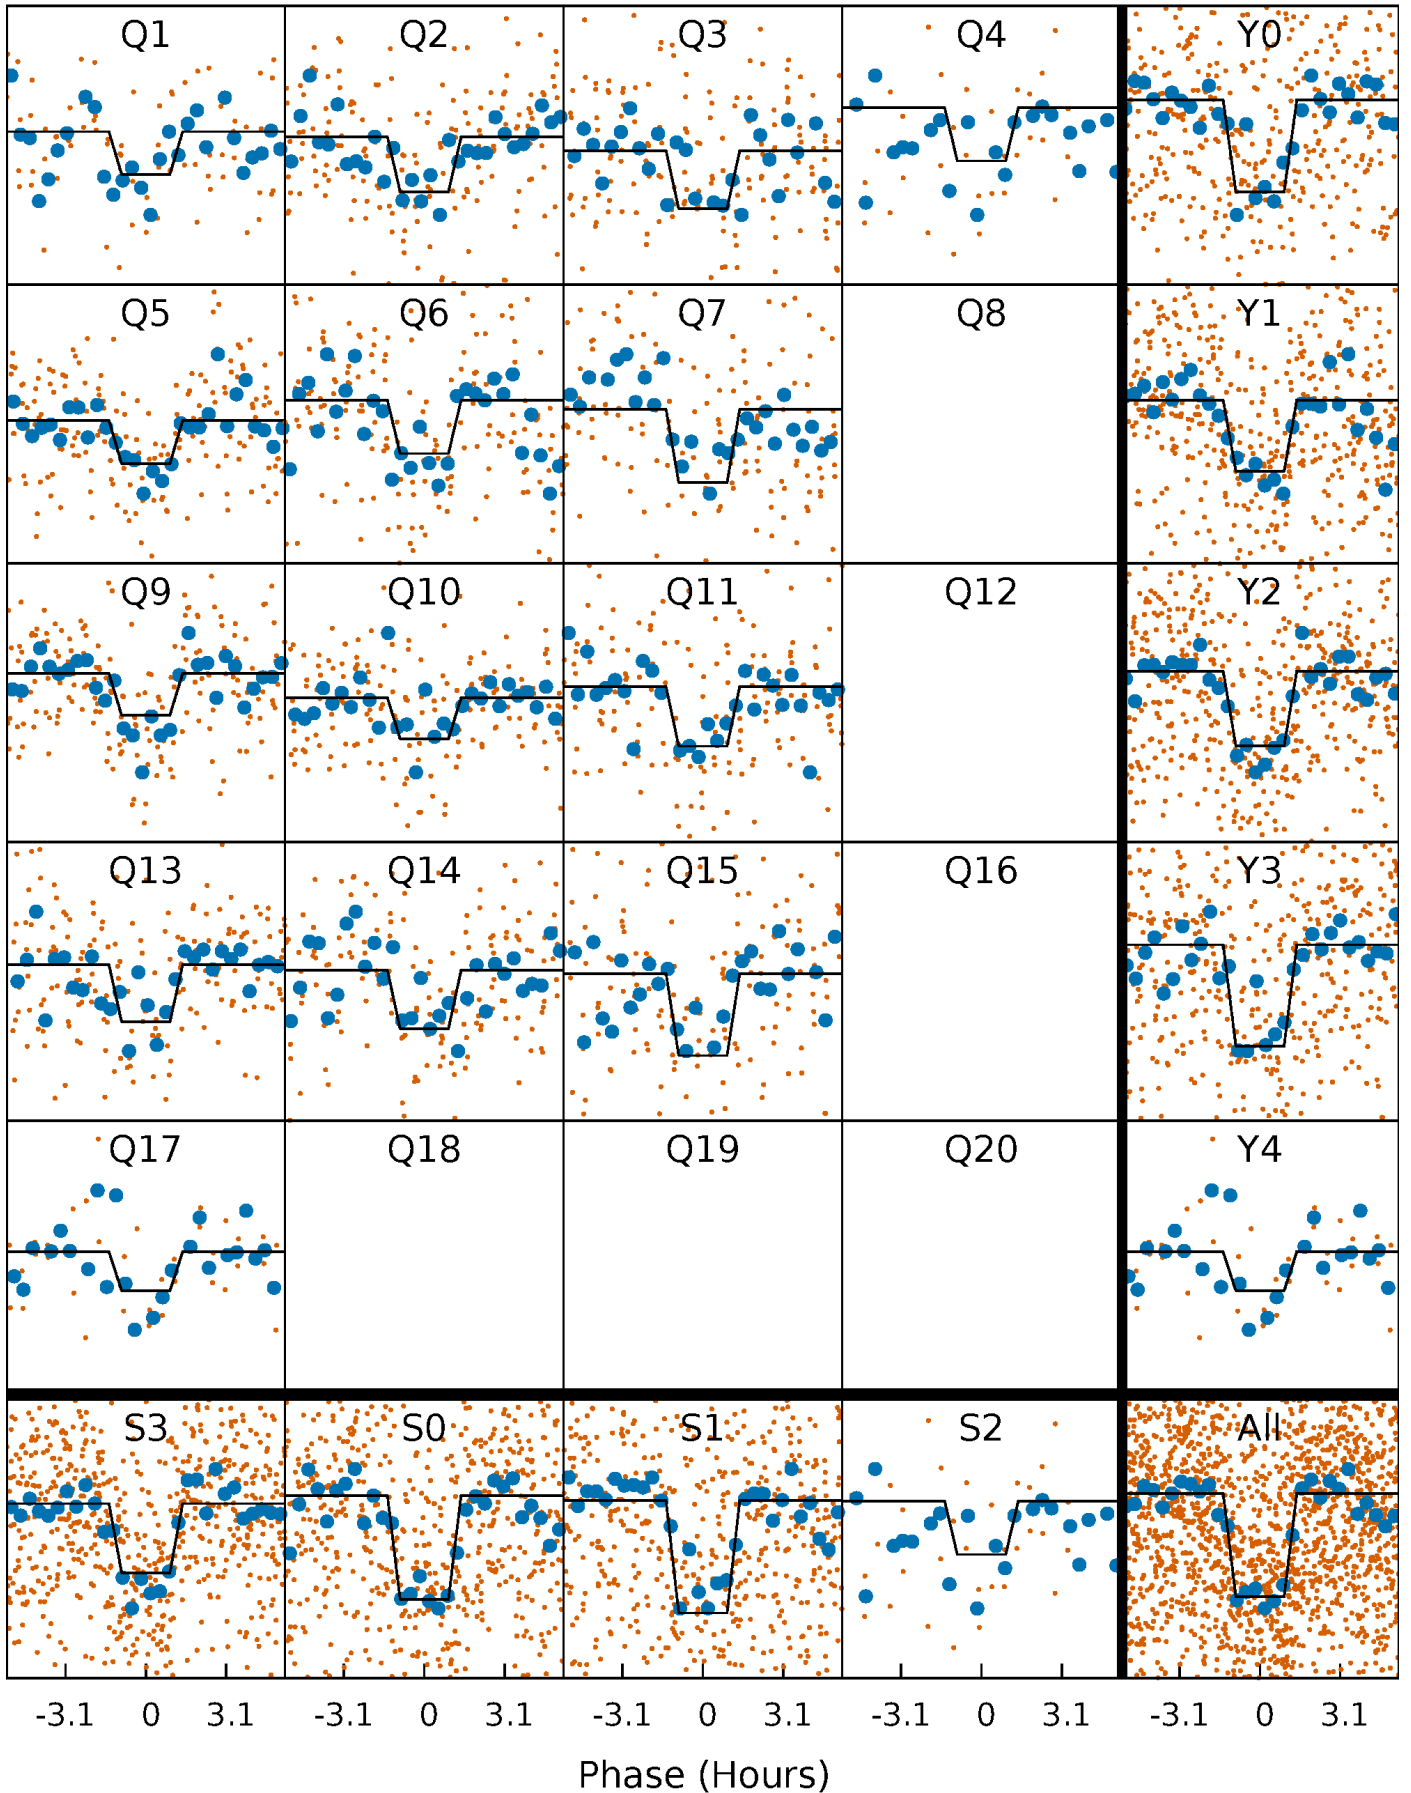 Q1 Q2 Q3 Q4 Y0
Q5 Q6 Q7 Q8 Y1
Q9 Q10 Q11 Q12 Y2
Q13 Q14 Q15 Q16 Y3
Q17 Q18 Q19 Q20 Y4
S3 S0 S1 S2 All
-3.1 0 3.1 -3.1 0 3.1 -3.1 0 3.1 -3.1 0 3.1 -3.1 0 3.1
Phase (Hours)